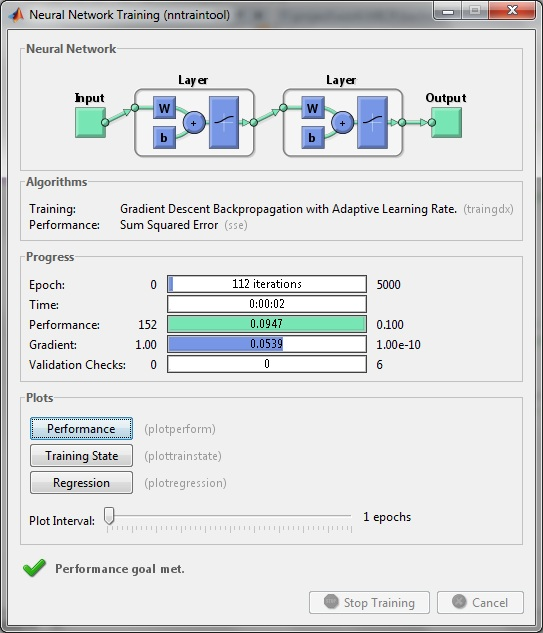 Neural Network Training (nntraintool)
Neural Network
Layer Layer
Input Output
W W
b b
+ +
Algorithms
Training: Gradient Descent Backpropagation with Adaptive Learning Rate. (traingdx)
Performance: Sum Squared Error (sse)
Progress
Epoch: 0 112 iterations 5000
Time: 0:00:02
Performance: 152 0.0947 0.100
Gradient: 1.00 0.0539 1.00e-10
Validation Checks: 0 0 6
Plots
Performance (plotperform)
Training State (plottrainstate)
Regression (plotregression)
Plot Interval: 1 epochs
Performance goal met.
Stop Training Cancel